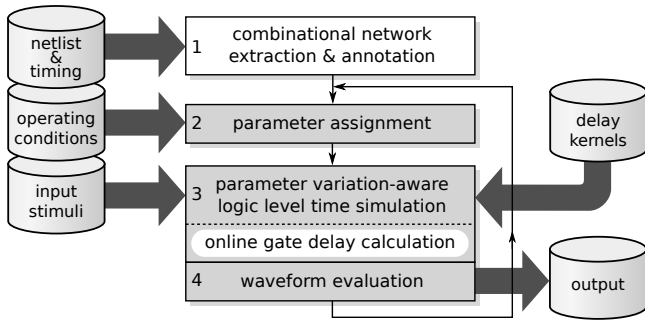 netlist
&
timing
1
combinational network
extraction & annotation
operating
conditions
2
parameter assignment
delay
kernels
input
stimuli
3
parameter variation-aware
logic level time simulation
online gate delay calculation
4
waveform evaluation
output